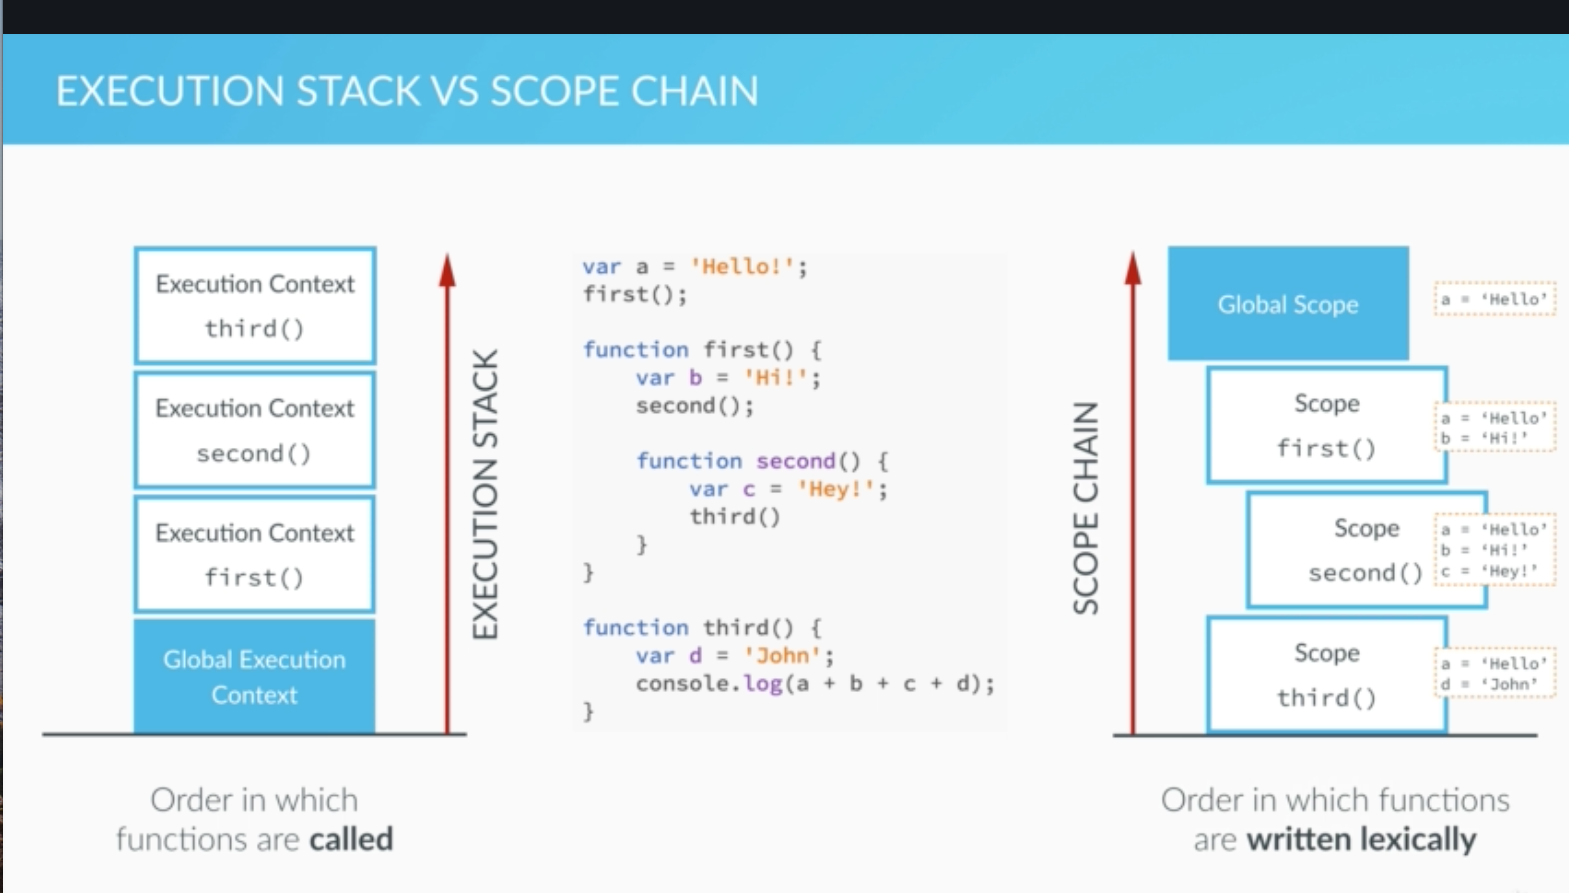 EXECUTION STACK VS SCOPE CHAIN
Execution Context
third()
Execution Context
second()
Execution Context
first()
Global Execution
Context
EXECUTION STACK
Order in which
functions are called
var a = 'Hello!';
first();
function first() {
var b = 'Hi!';
second();
function second() {
var c = 'Hey!';
third()
}
}
function third() {
var d = 'John';
console.log(a + b + c + d);
}
SCOPE CHAIN
Global Scope
a = ‘Hello’
Scope
first()
a = ‘Hello’
b = ‘Hi!’
Scope
second()
a = ‘Hello’
b = ‘Hi!’
c = ‘Hey!’
Scope
third()
a = ‘Hello’
d = ‘John’
Order in which functions
are written lexically